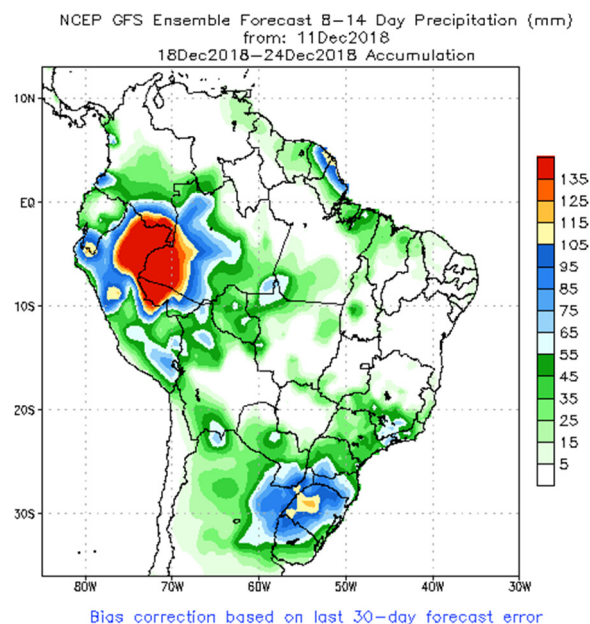 NCEP GFS Ensemble Forecast 8-14 Day Precipitation (mm)
from: 11Dec2018
18Dec2018-24Dec2018 Accumulation
10N
EQ
10S
20S
30S
80W 70W 60W 50W 40W 30W
135
125
115
105
95
85
75
65
55
45
35
25
15
5
Bias correction based on last 30-day forecast error